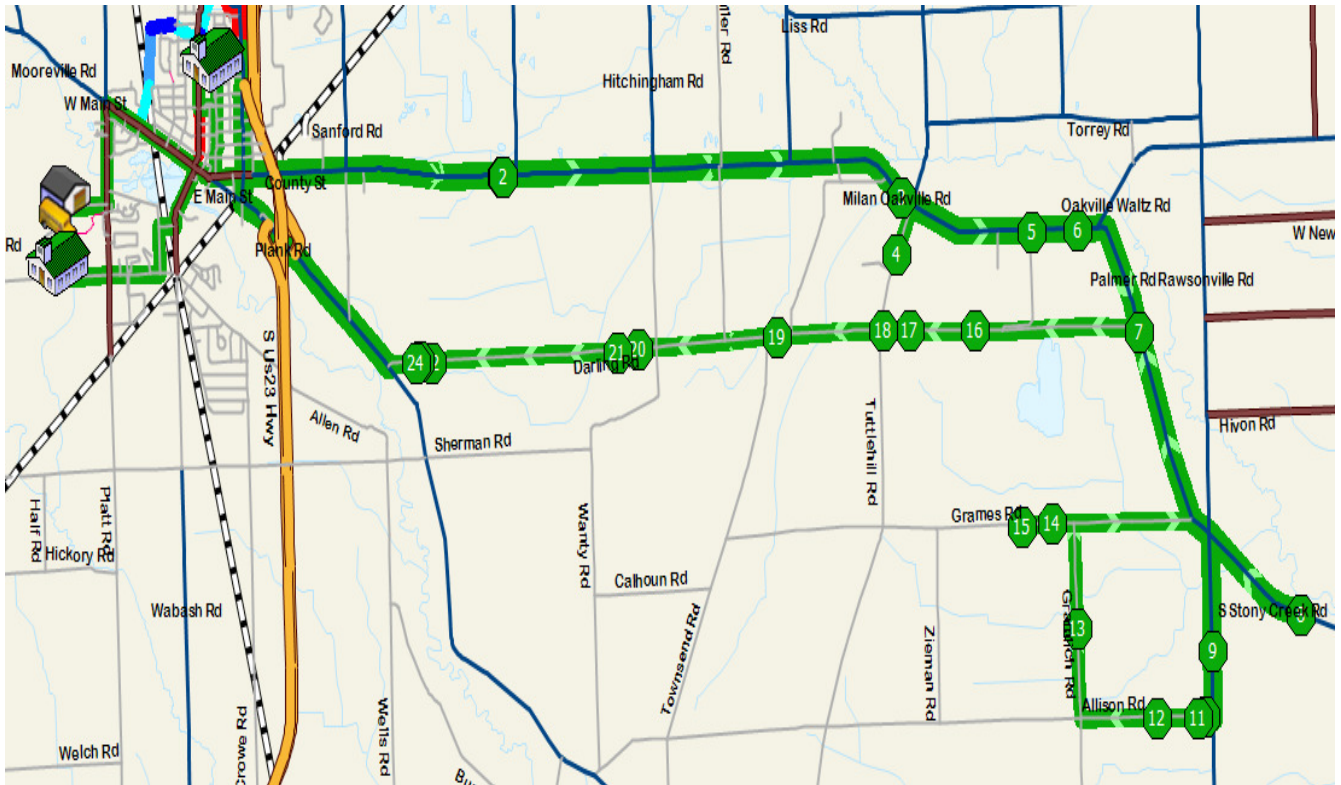 Liss Rd
Mooreville Rd
Hitchingham Rd
W Main St
Sanford Rd
Torrey Rd
County St
2
E Main St
3
Milan Oakville Rd
Oakville Waltz Rd
5
6
W New
Rd
Plank Rd
4
Palmer Rd
Rawsonville Rd
24
21
20
19
18
17
16
7
Darling Rd
S US23 Hwy
Allen Rd
Sherman Rd
Tuttlehill Rd
Hivon Rd
Half Rd
Platt Rd
Hickory Rd
Wanty Rd
Grames Rd
15
14
Calhoun Rd
Wabash Rd
Townsend Rd
Zieman Rd
13
S Stony Creek Rd
9
Allison Rd
12
11
Welch Rd
Crowe Rd
Wells Rd